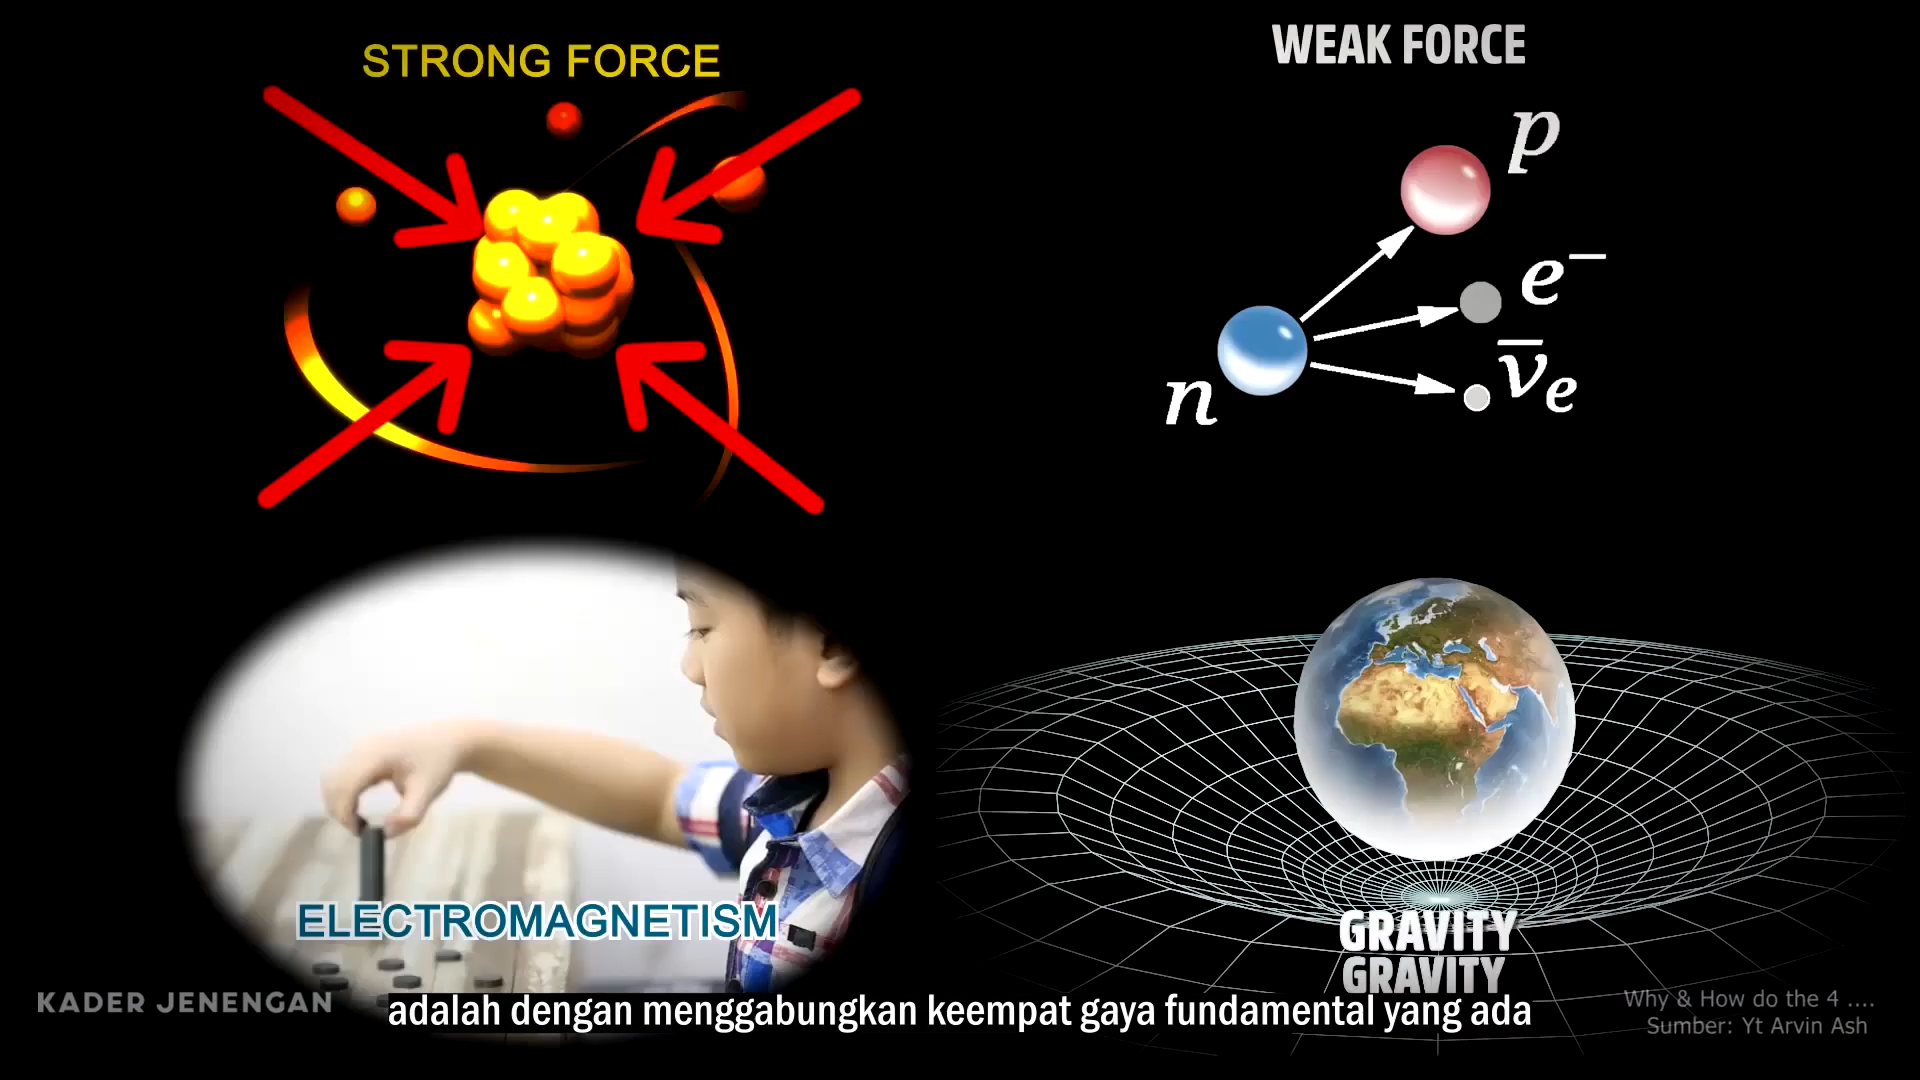 STRONG FORCE
WEAK FORCE
p
e⁻
n
ν̅ₑ
ELECTROMAGNETISM
GRAVITY
GRAVITY
KADER JENENGAN
adalah dengan menggabungkan keempat gaya fundamental yang ada
Why & How do the 4 ....
Sumber: Yt Arvin Ash